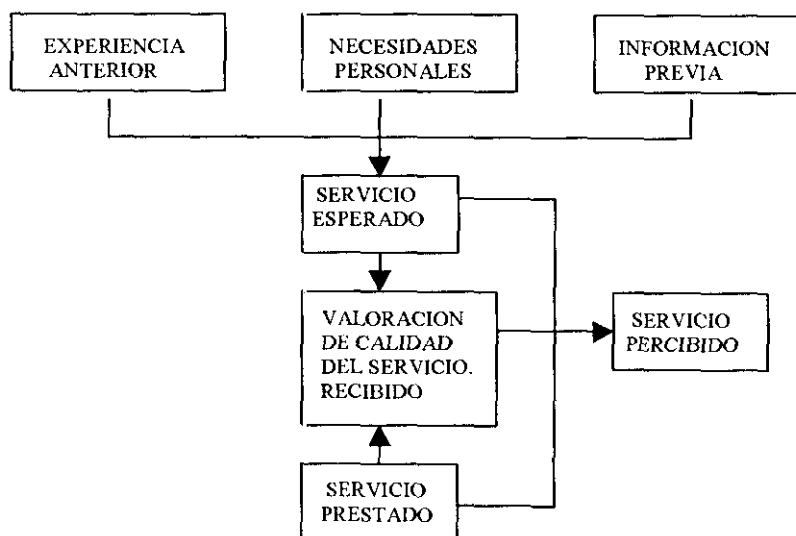 EXPERIENCIA
ANTERIOR
NECESIDADES
PERSONALES
INFORMACION
PREVIA
SERVICIO
ESPERADO
VALORACION
DE CALIDAD
DEL SERVICIO.
RECIBIDO
SERVICIO
PERCIBIDO
SERVICIO
PRESTADO